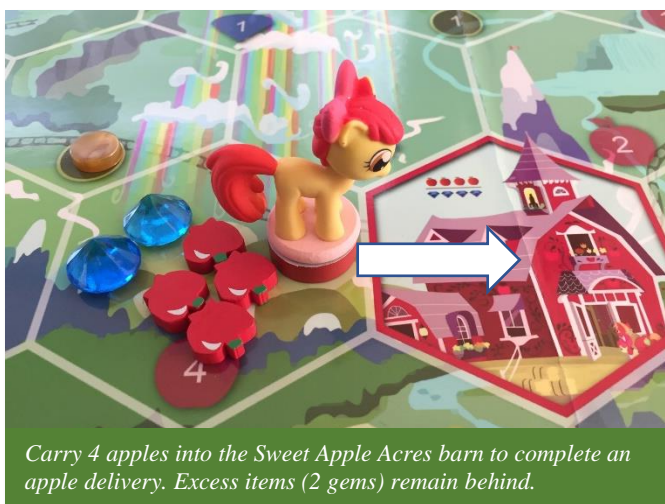 1
1
2
4
Carry 4 apples into the Sweet Apple Acres barn to complete an
apple delivery. Excess items (2 gems) remain behind.